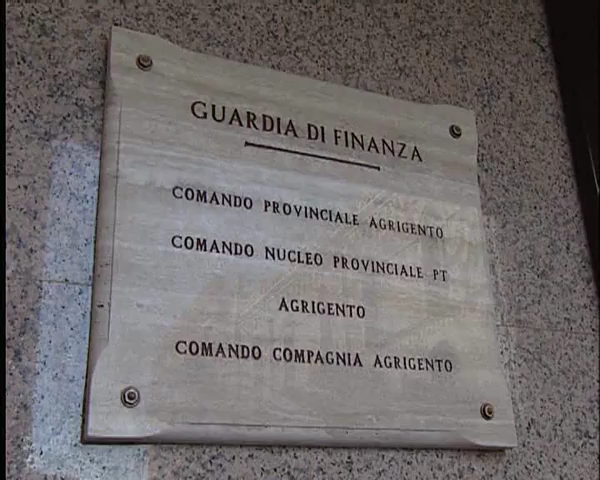 GUARDIA DI FINANZA
COMANDO PROVINCIALE AGRIGENTO
COMANDO NUCLEO PROVINCIALE PT
AGRIGENTO
COMANDO COMPAGNIA AGRIGENTO